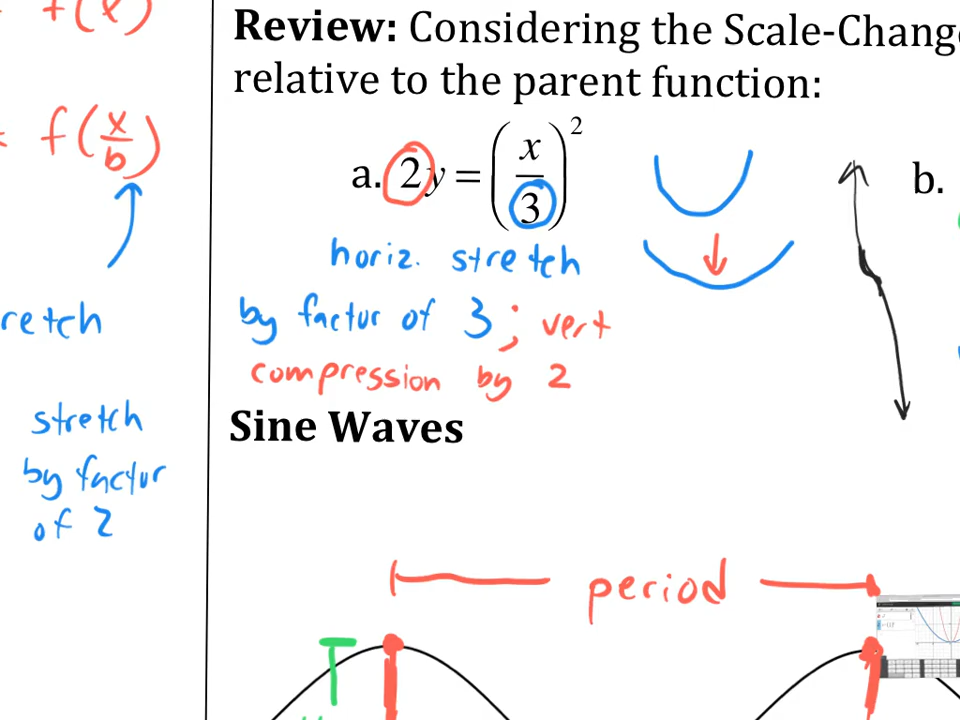 f(x)
f(x/b)
retch
stretch
by factor
of 2
Review: Considering the Scale-Change
relative to the parent function:
a. 2y = (x/3)²
b.
horiz. stretch
by factor of 3; vert
compression by 2
Sine Waves
period